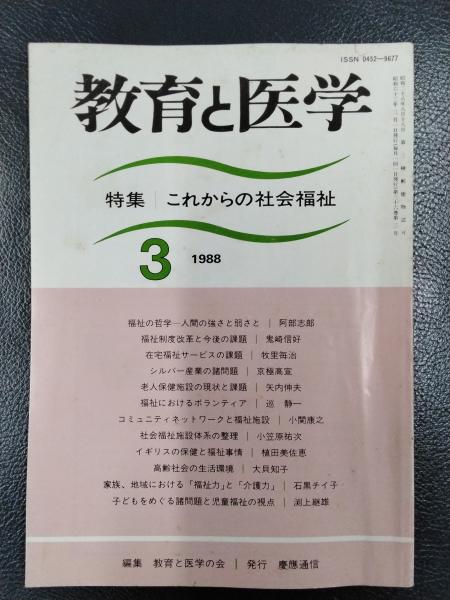 ISSN 0452—9677
教育と医学
特集 | これからの社会福祉
3 1988
福祉の哲学—人間の強さと弱さと | 阿部志郎
福祉制度改革と今後の課題 | 鬼崎信好
在宅福祉サービスの課題 | 牧里毎治
シルバー産業の諸問題 | 京極高宣
老人保健施設の現状と課題 | 矢内伸夫
福祉におけるボランティア | 巡 静一
コミュニティネットワークと福祉施設 | 小関康之
社会福祉施設体系の整理 | 小笠原祐次
イギリスの保健と福祉事情 | 植田美佐恵
高齢社会の生活環境 | 大貝知子
家族、地域における「福祉力」と「介護力」 | 石黒チイ子
子どもをめぐる諸問題と児童福祉の視点 | 渕上継雄
編集 教育と医学の会 | 発行 慶應通信